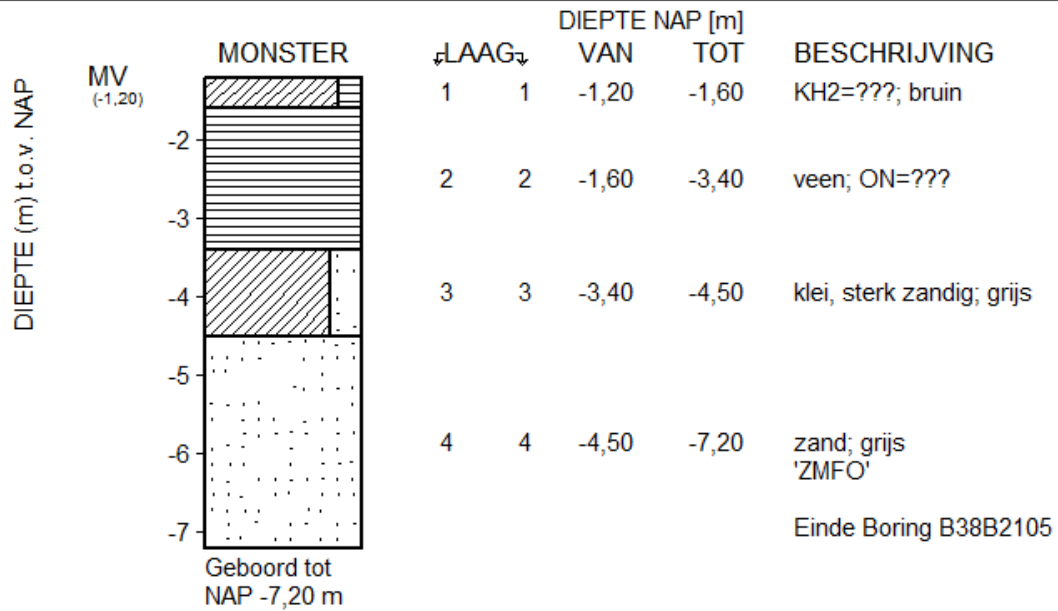 DIEPTE NAP [m]
MONSTER LAAG VAN TOT BESCHRIJVING
MV
(-1,20)
1 1 -1,20 -1,60 KH2=???; bruin
-2
2 2 -1,60 -3,40 veen; ON=???
-3
DIEPTE (m) t.o.v. NAP
-4
3 3 -3,40 -4,50 klei, sterk zandig; grijs
-5
4 4 -4,50 -7,20 zand; grijs
-6
'ZMFO'
-7
Einde Boring B38B2105
Geboord tot
NAP -7,20 m